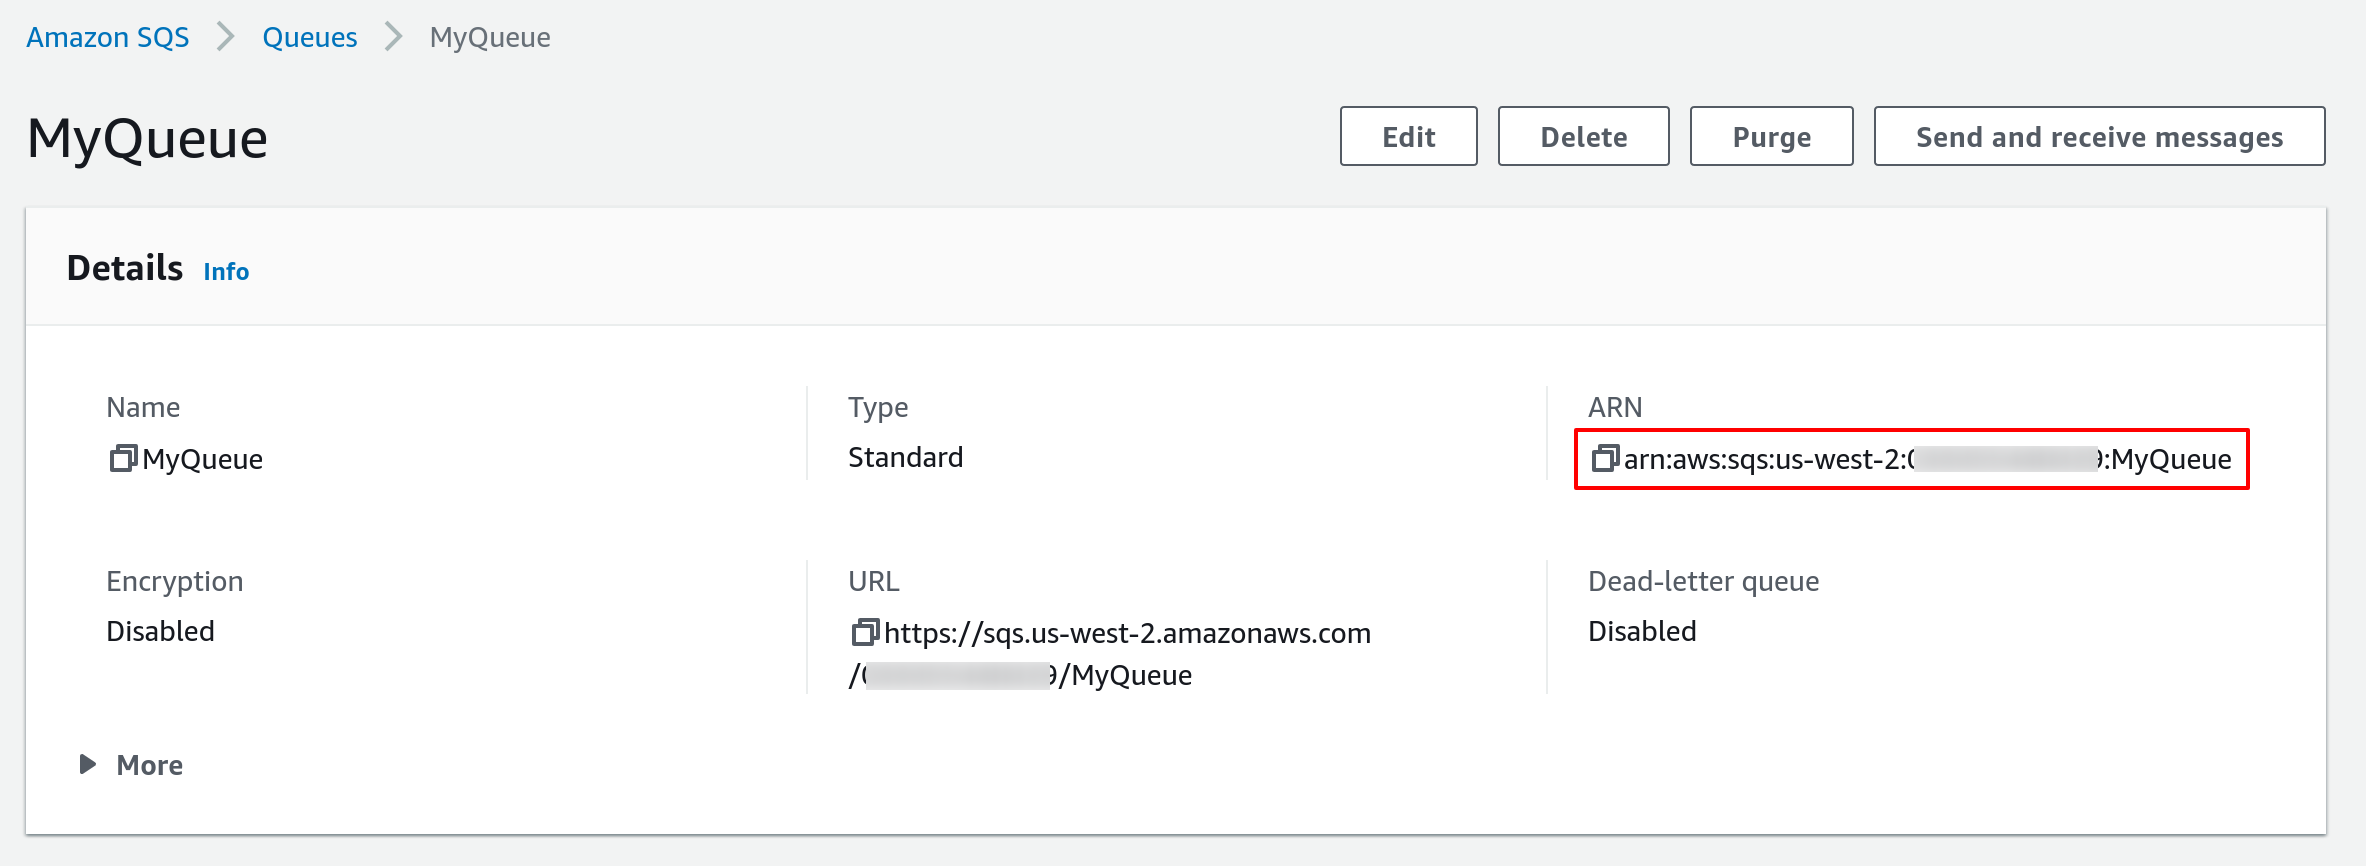 Amazon SQS > Queues > MyQueue
MyQueue
Edit Delete Purge Send and receive messages
Details Info
Name
MyQueue
Type
Standard
ARN
arn:aws:sqs:us-west-2: :MyQueue
Encryption
Disabled
URL
https://sqs.us-west-2.amazonaws.com
/ /MyQueue
Dead-letter queue
Disabled
More